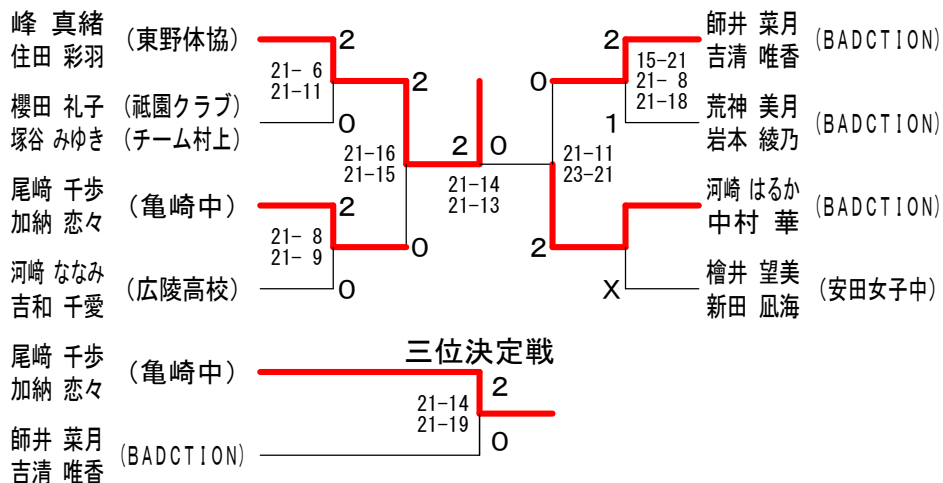 峰 真緒
住田 彩羽
(東野体協)
2
21- 6
21-11
櫻田 礼子
塚谷 みゆき
(祇園クラブ)
(チーム村上)
0
2
21-16
21-15
尾﨑 千歩
加納 恋々
(亀崎中)
2
21- 8
21- 9
0
河﨑 ななみ
吉和 千愛
(広陵高校)
0
2 0
21-14
21-13
師井 菜月
吉清 唯香
(BADCTION)
2
15-21
21- 8
21-18
0
荒神 美月
岩本 綾乃
(BADCTION)
1
21-11
23-21
河崎 はるか
中村 華
(BADCTION)
2
檜井 望美
新田 凪海
(安田女子中)
X
三位決定戦
尾﨑 千歩
加納 恋々
(亀崎中)
2
21-14
21-19
師井 菜月
吉清 唯香
(BADCTION)
0